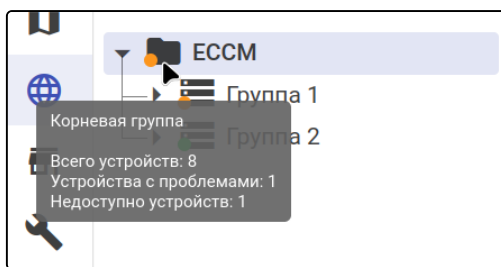 ECCM
Группа 1
Группа 2
Корневая группа
Всего устройств: 8
Устройства с проблемами: 1
Недоступно устройств: 1